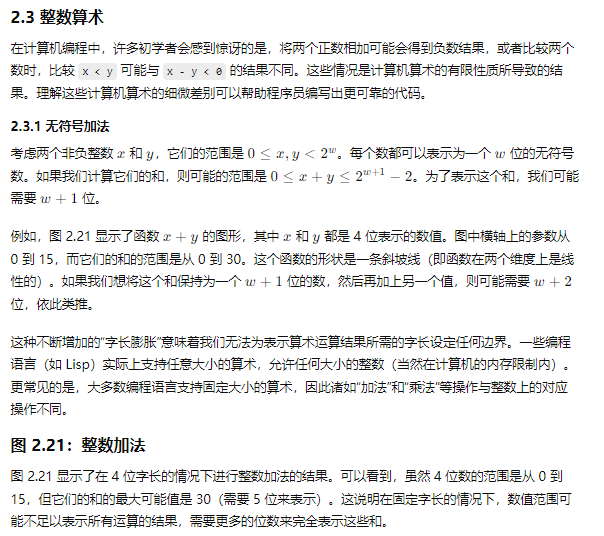 2.3 整数算术
在计算机编程中，许多初学者会感到惊讶的是，将两个正数相加可能会得到负数结果，或者比较两个
数时，比较 x < y 可能与 x - y < 0 的结果不同。这些情况是计算机算术的有限性质所导致的结
果。理解这些计算机算术的细微差别可以帮助程序员编写出更可靠的代码。
2.3.1 无符号加法
考虑两个非负整数 x 和 y，它们的范围是 0 ≤ x, y < 2^w。每个数都可以表示为一个 w 位的无符号
数。如果我们计算它们的和，则可能的范围是 0 ≤ x + y ≤ 2^{w+1} − 2。为了表示这个和，我们可能
需要 w + 1 位。
例如，图 2.21 显示了函数 x + y 的图形，其中 x 和 y 都是 4 位表示的数值。图中横轴上的参数从
0 到 15，而它们的和的范围是从 0 到 30。这个函数的形状是一条斜坡线（即函数在两个维度上是线
性的）。如果我们想将这个和保持为一个 w + 1 位的数，然后再加上另一个值，则可能需要 w + 2
位，依此类推。
这种不断增加的“字长膨胀”意味着我们无法为表示算术运算结果所需的字长设定任何边界。一些编程
语言（如 Lisp）实际上支持任意大小的算术，允许任何大小的整数（当然在计算机的内存限制内）。
更常见的是，大多数编程语言支持固定大小的算术，因此诸如“加法”和“乘法”等操作与整数上的对应
操作不同。
图 2.21：整数加法
图 2.21 显示了在 4 位字长的情况下进行整数加法的结果。可以看到，虽然 4 位数的范围是从 0 到
15，但它们的和的最大可能值是 30（需要 5 位来表示）。这说明在固定字长的情况下，数值范围可
能不足以表示所有运算的结果，需要更多的位数来完全表示这些和。